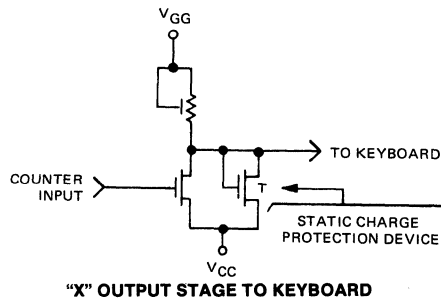 VGG
TO KEYBOARD
COUNTER
INPUT
T
STATIC CHARGE
PROTECTION DEVICE
VCC
"X" OUTPUT STAGE TO KEYBOARD